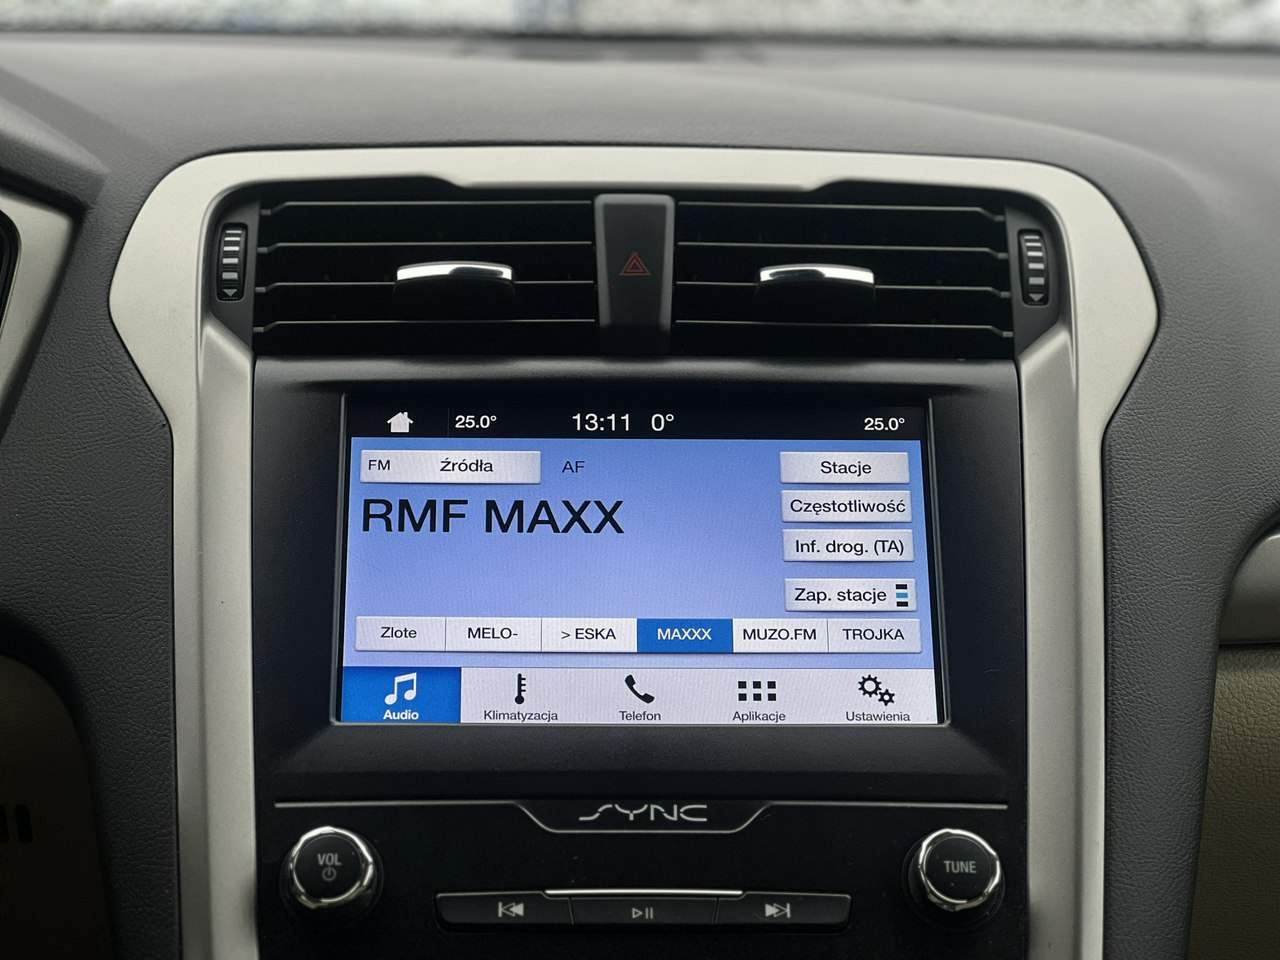 25.0° 13:11 0° 25.0°
FM Źródła AF Stacje
RMF MAXX
Częstotliwość
Inf. drog. (TA)
Zap. stacje
Zlote MELO- > ESKA MAXXX MUZO.FM TROJKA
Audio Klimatyzacja Telefon Aplikacje Ustawienia
SYNC
VOL TUNE